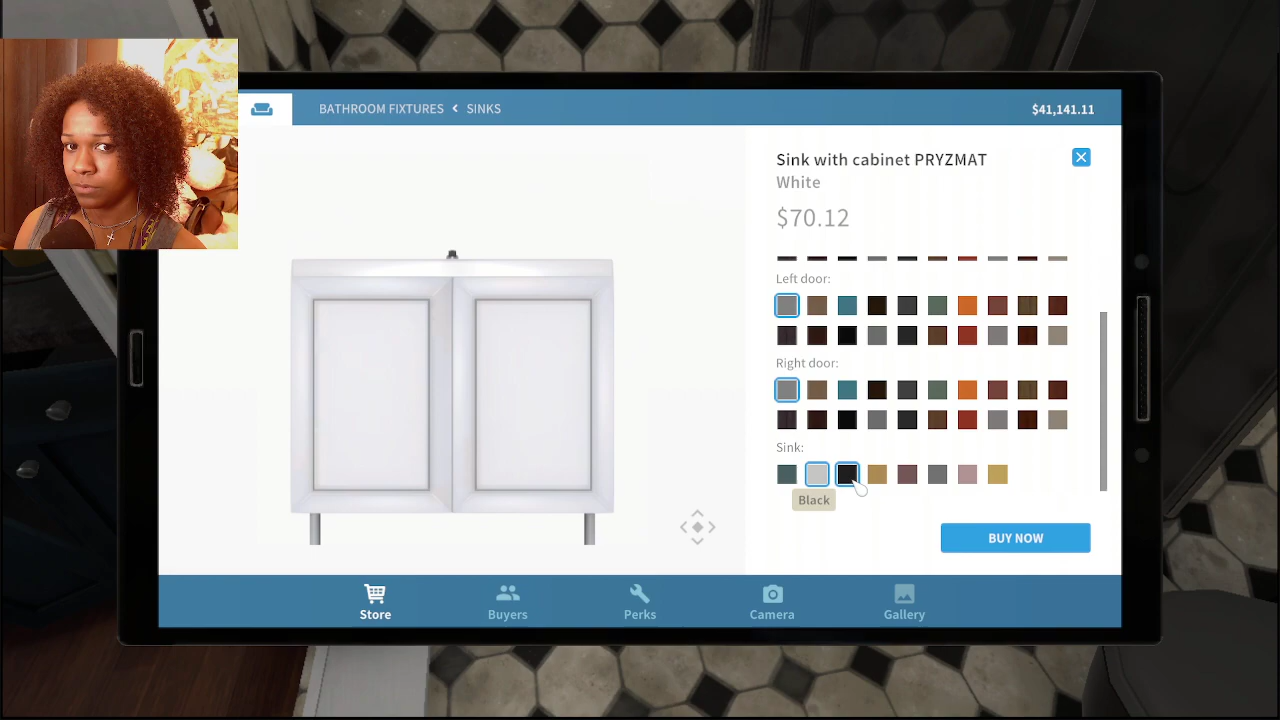 BATHROOM FIXTURES < SINKS
$41,141.11
Sink with cabinet PRYZMAT
White
$70.12
Left door:
Right door:
Sink:
Black
BUY NOW
Store
Buyers
Perks
Camera
Gallery